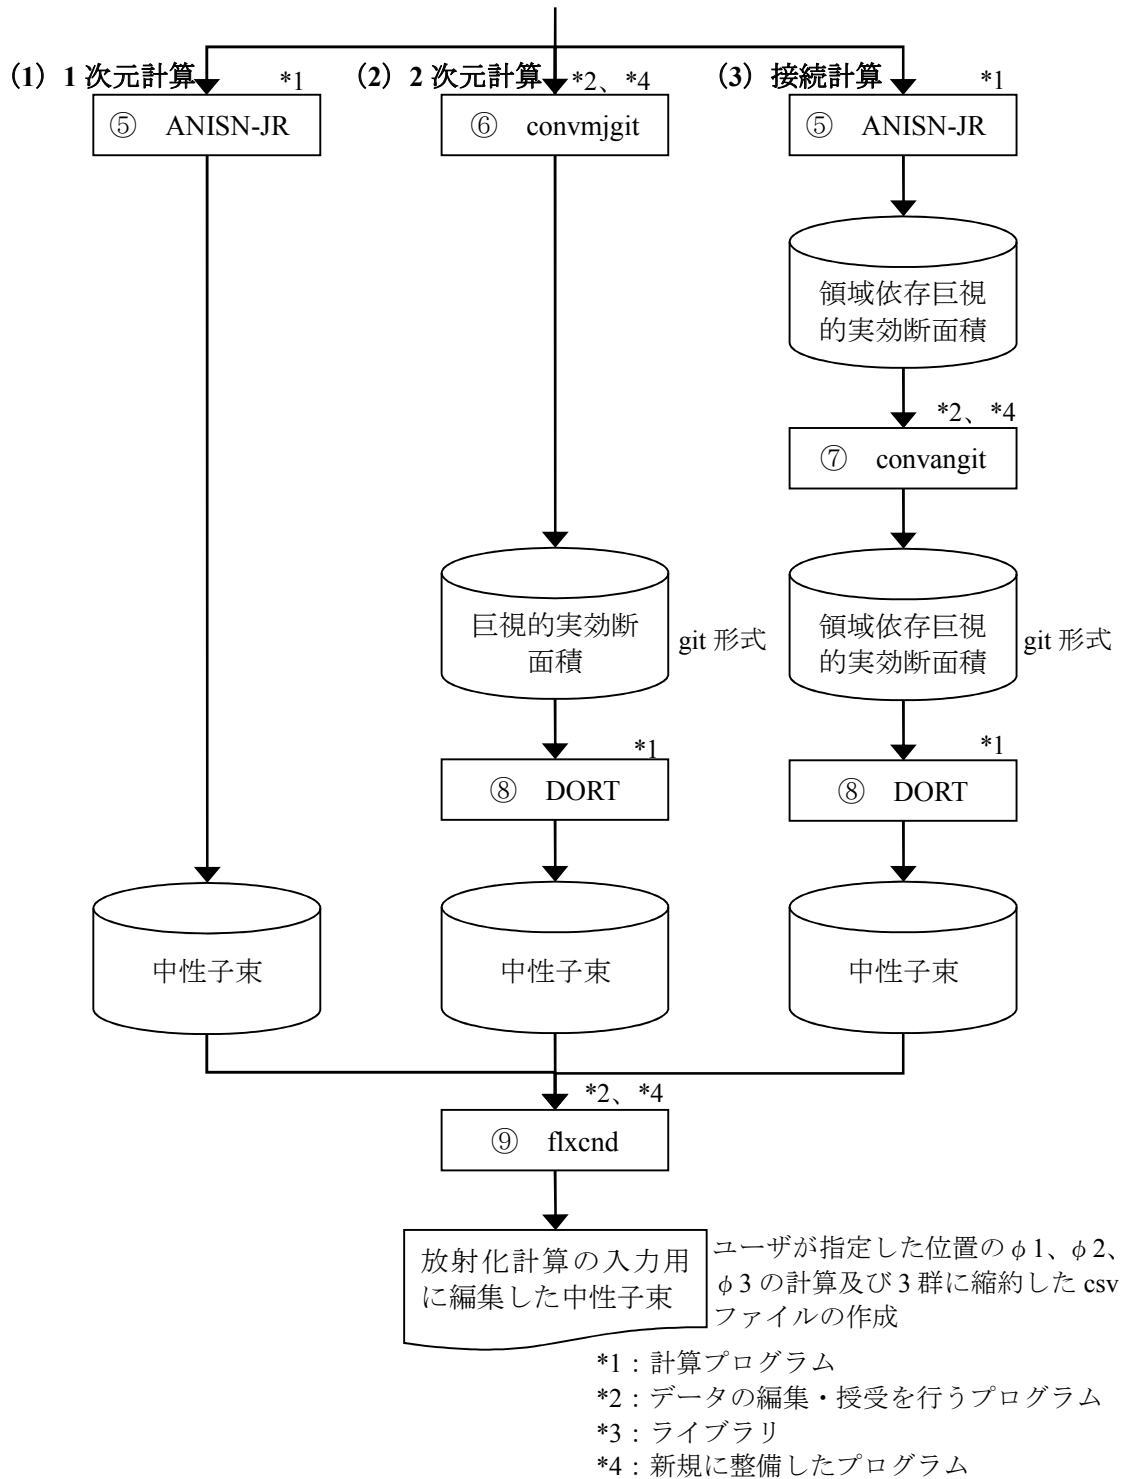 (1) 1 次元計算
*1
(2) 2 次元計算
*2、*4
(3) 接続計算
*1
⑤ ANISN-JR
⑥ convmjgit
⑤ ANISN-JR
領域依存巨視
的実効断面積
*2、*4
⑦ convangit
巨視的実効断
面積
git 形式
領域依存巨視
的実効断面積
git 形式
*1
*1
⑧ DORT
⑧ DORT
中性子束
中性子束
中性子束
*2、*4
⑨ flxcnd
放射化計算の入力用
に編集した中性子束
ユーザが指定した位置のφ1、φ2、
φ3の計算及び3群に縮約した csv
ファイルの作成
*1:計算プログラム
*2:データの編集・授受を行うプログラム
*3:ライブラリ
*4:新規に整備したプログラム